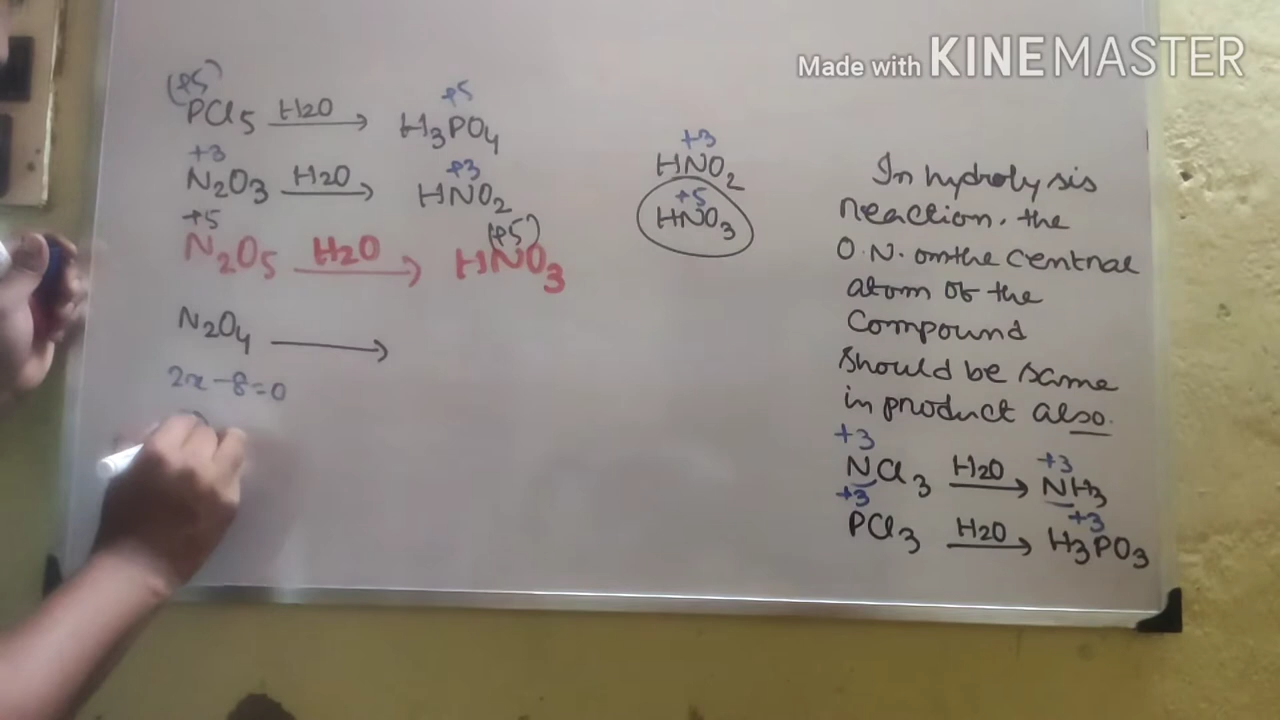 Made with KINEMASTER
(+5) +5
PCl5 H2O → H3PO4
+3 +3
N2O3 H2O → HNO2
+5 (+5)
N2O5 H2O → HNO3
N2O4 →
2x - 8 = 0
+3
HNO2
+5
HNO3
In hydrolysis
reaction, the
O.N. on the central
atom of the
compound
should be same
in product also.
+3 +3
NCl3 H2O → NH3
+3 +3
PCl3 H2O → H3PO3